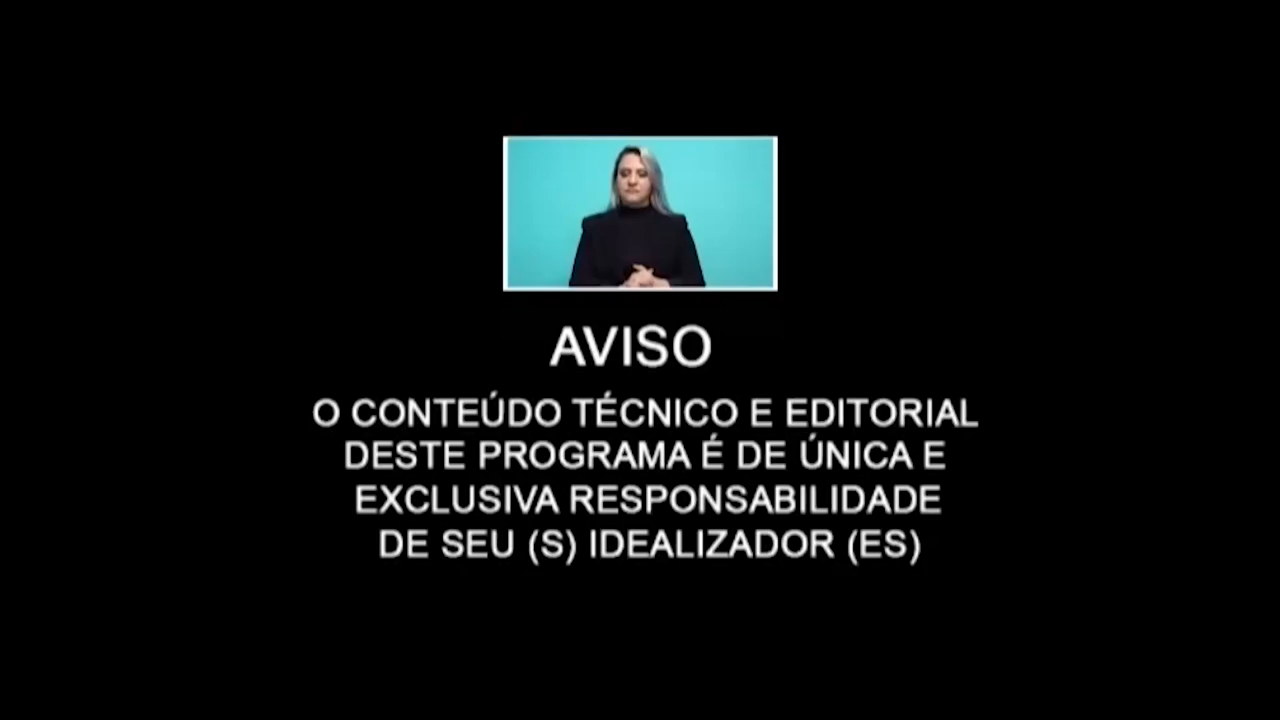 AVISO
O CONTEÚDO TÉCNICO E EDITORIAL
DESTE PROGRAMA É DE ÚNICA E
EXCLUSIVA RESPONSABILIDADE
DE SEU (S) IDEALIZADOR (ES)